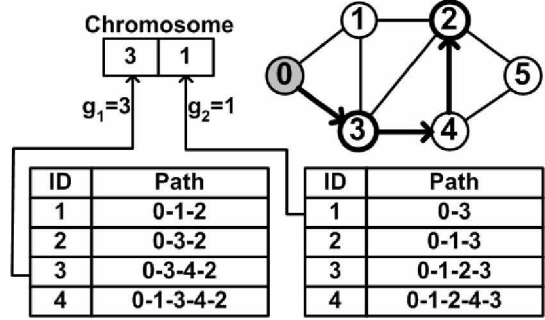 Chromosome
3 1
g1=3 g2=1
0 1 2 3 4 5
ID Path
1 0-1-2
2 0-3-2
3 0-3-4-2
4 0-1-3-4-2
ID Path
1 0-3
2 0-1-3
3 0-1-2-3
4 0-1-2-4-3